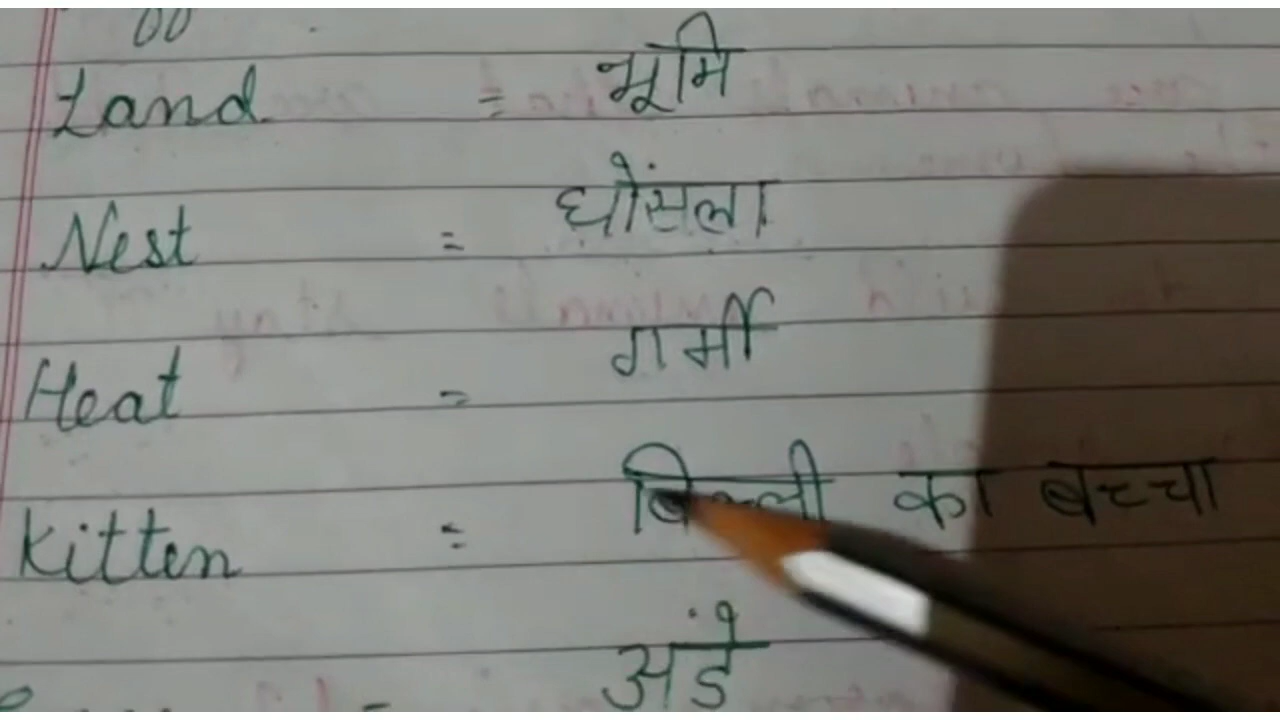 Land = भूमि
Nest = घोंसला
Heat = गर्मी
Kitten = बिल्ली का बच्चा
= अंडे